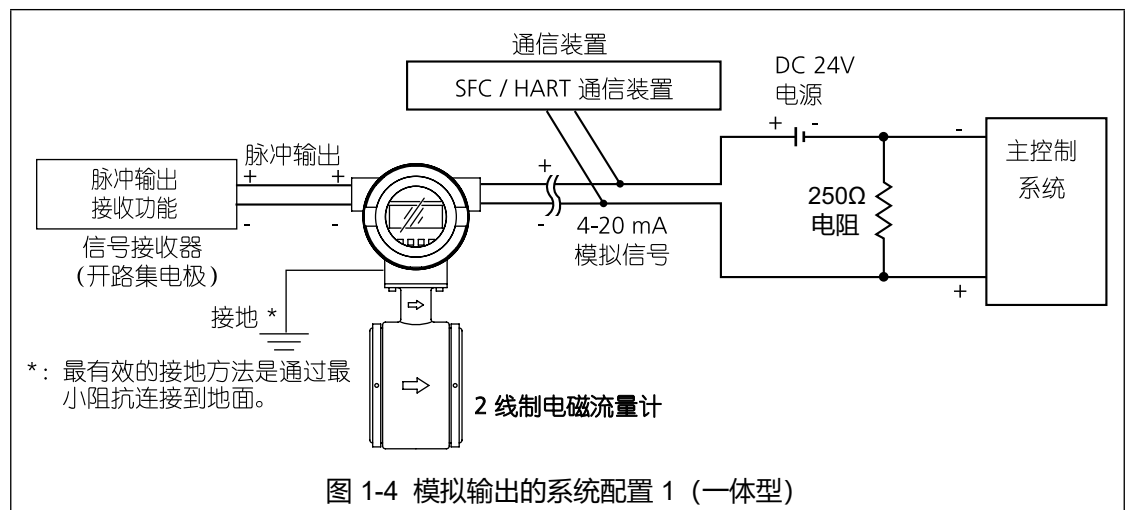 通信装置
SFC / HART 通信装置
DC 24V
电源
+ -
-
主控制
系统
250Ω
电阻
+
脉冲输出
+ +
脉冲输出
接收功能
- -
信号接收器
(开路集电极)
+
-
4-20 mA
模拟信号
接地 *
*: 最有效的接地方法是通过最
小阻抗连接到地面。
2 线制电磁流量计
图 1-4 模拟输出的系统配置 1 (一体型)